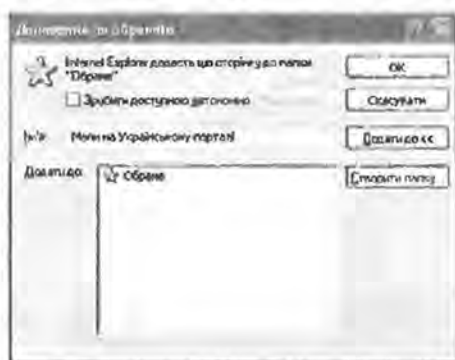 Додавання до обраного
Internet Explorer додасть цю сторінку до папки
"Обране"
OK
Зробити доступною автономно
Скасувати
Ім'я:
Мапи на Українському порталі
Додати до <<
Додати до:
Обране
Створити папку...